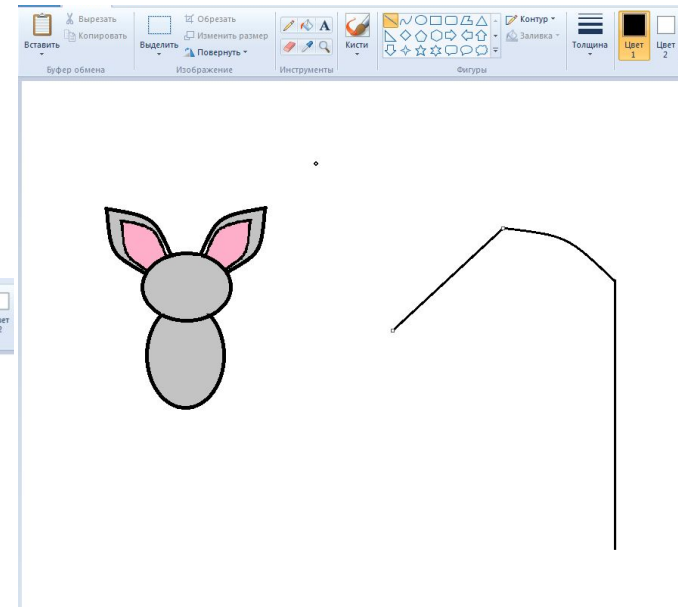 Вырезать
Копировать
Вставить
Буфер обмена
Выделить
Обрезать
Изменить размер
Повернуть
Изображение
A
Инструменты
Кисти
Контур
Заливка
Фигуры
Толщина
Цвет
1
Цвет
2